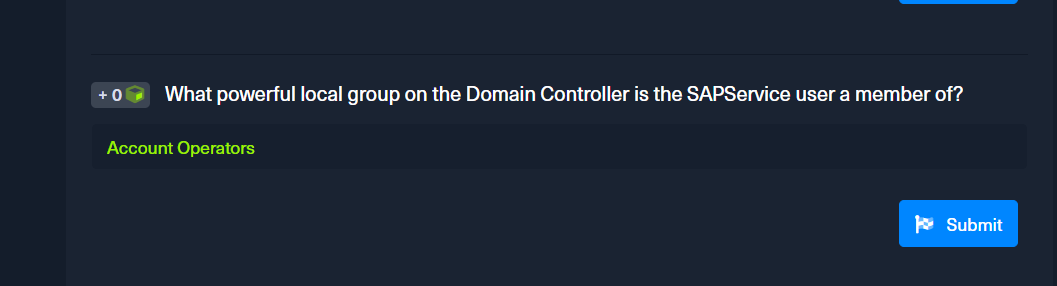 + 0 What powerful local group on the Domain Controller is the SAPService user a member of?
Account Operators
Submit